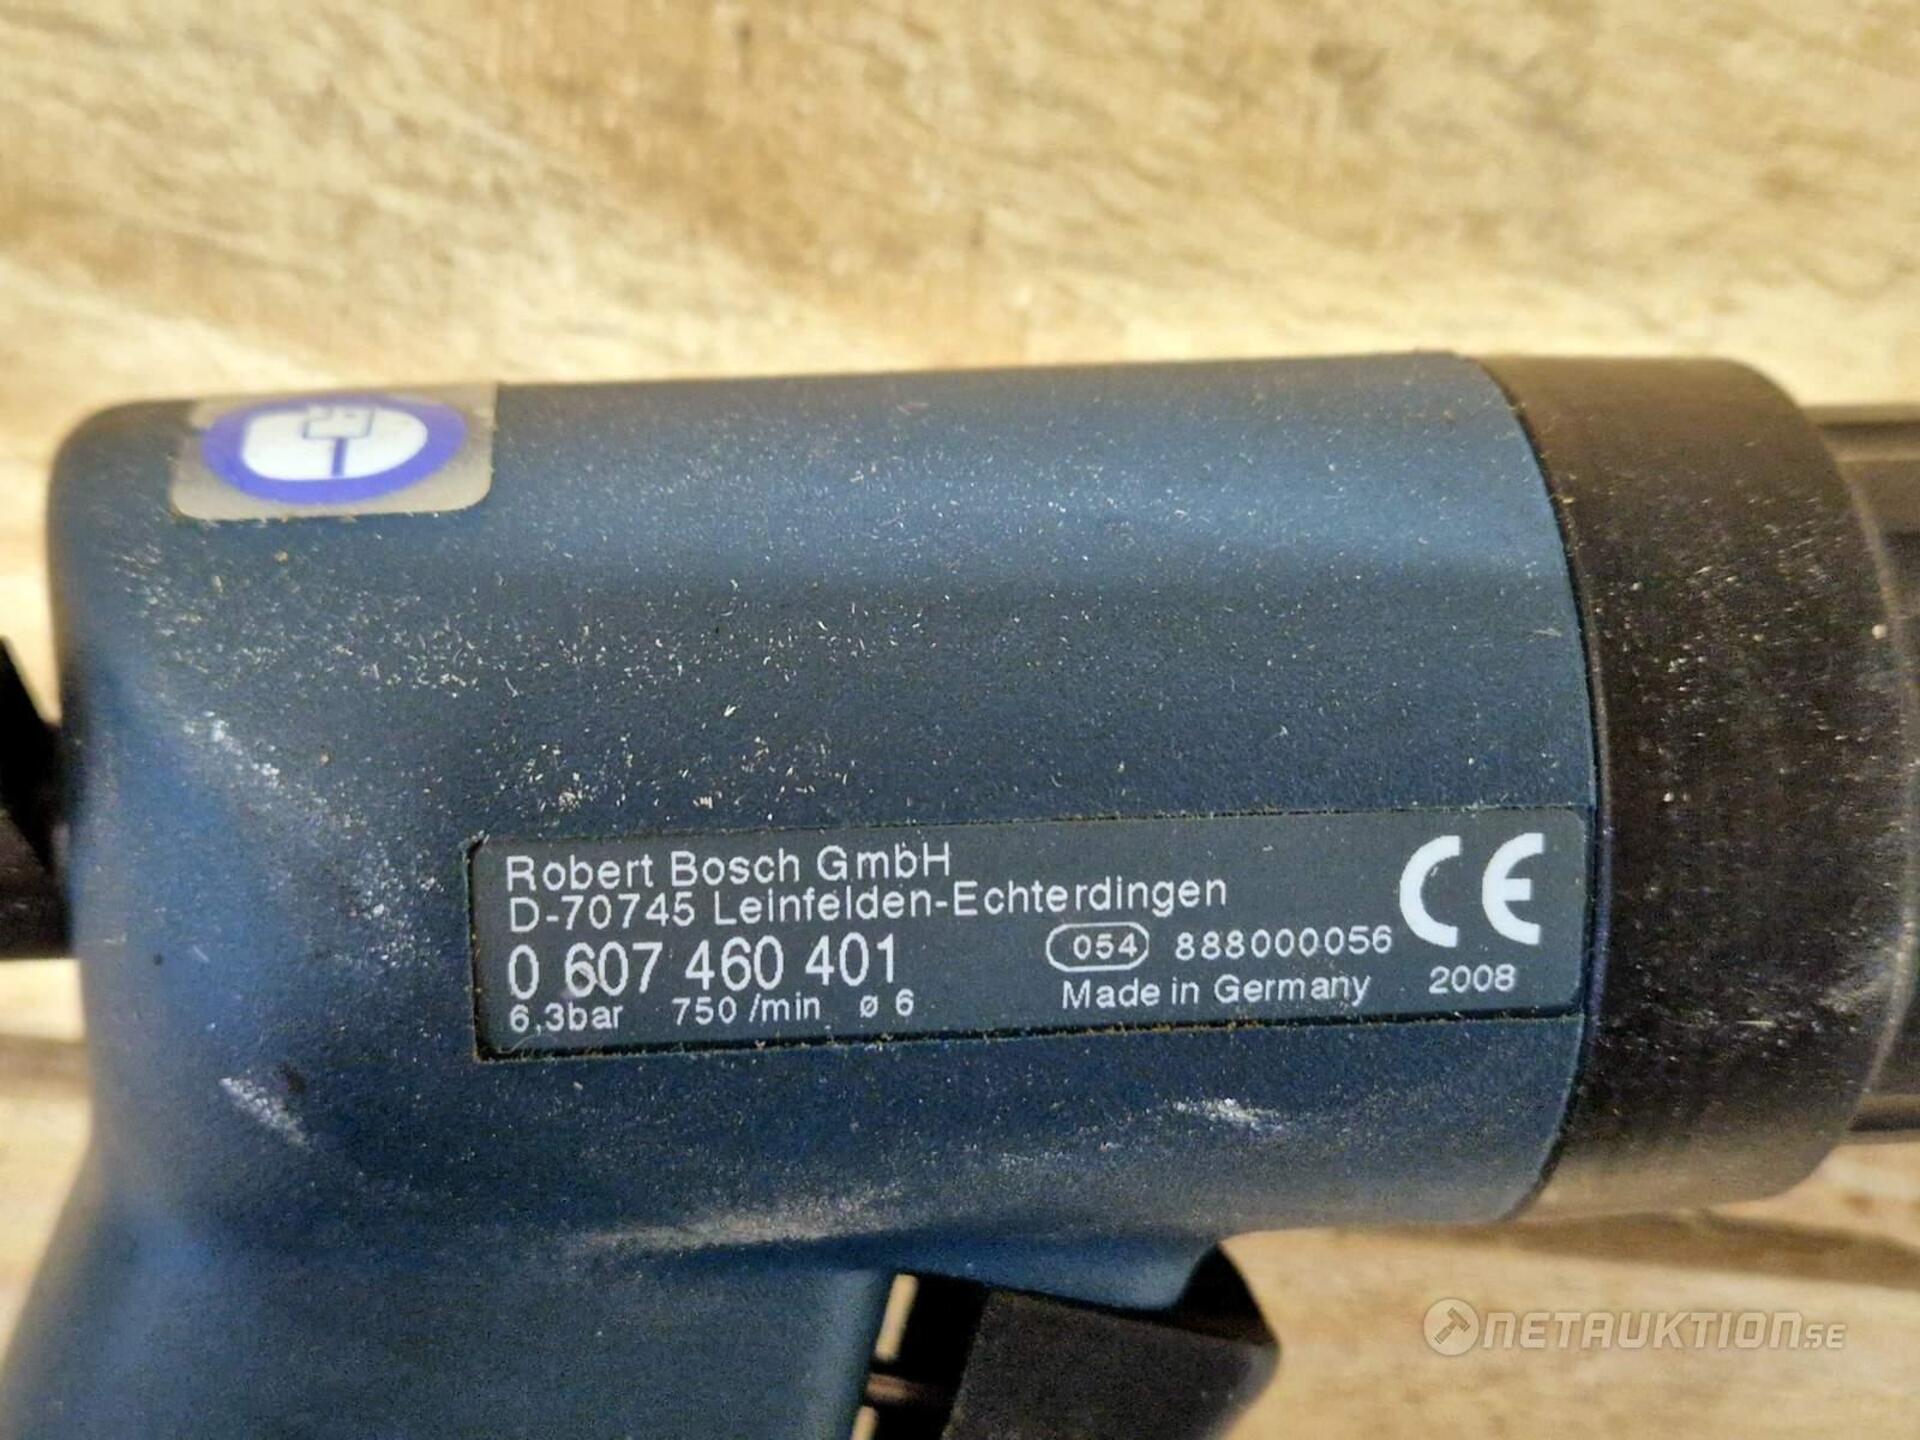 Robert Bosch GmbH
D-70745 Leinfelden-Echterdingen
0 607 460 401
054 888000056
6,3bar 750 /min ø 6
Made in Germany
CE
2008
NETAUKTION.SE